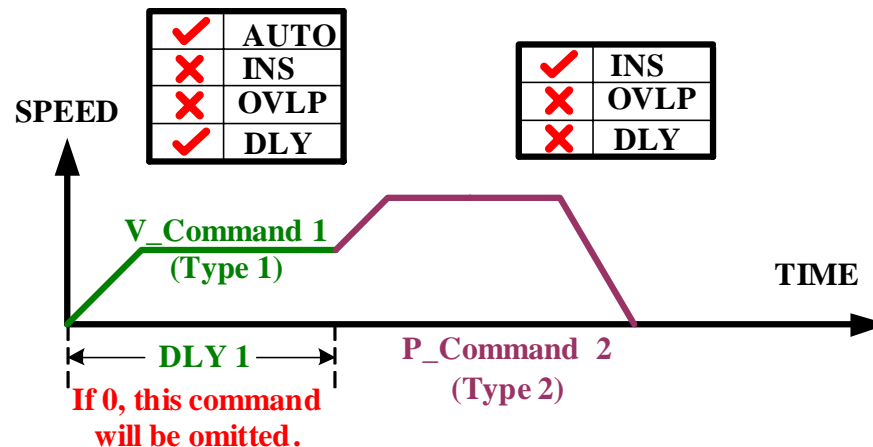 AUTO
INS
OVLP
DLY
INS
OVLP
DLY
SPEED
V_Command 1
(Type 1)
TIME
DLY 1
P_Command 2
(Type 2)
If 0, this command
will be omitted.